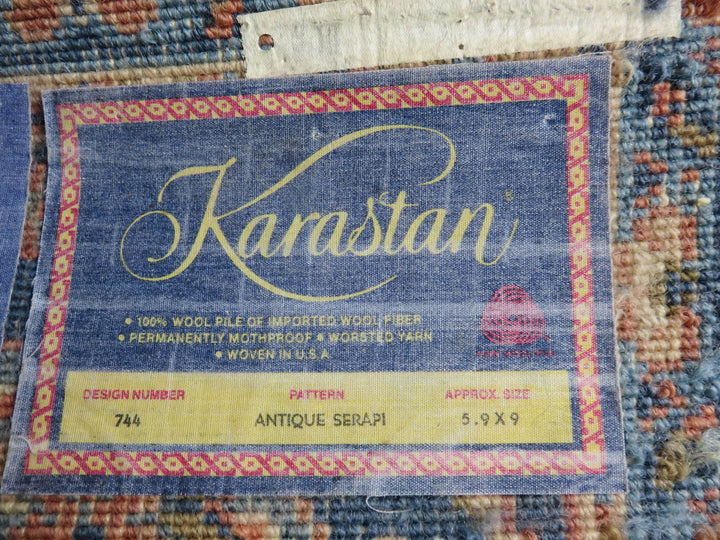 Karastan®
• 100% WOOL PILE OF IMPORTED WOOL FIBER
• PERMANENTLY MOTHPROOF • WORSTED YARN
• WOVEN IN U.S.A
DESIGN NUMBER PATTERN APPROX. SIZE
744 ANTIQUE SERAPI 5.9 X 9